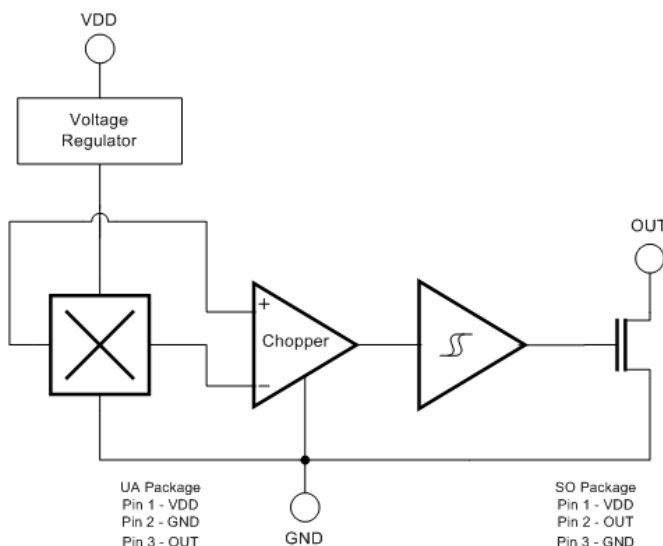 VDD
Voltage
Regulator
OUT
+
Chopper
−
GND
UA Package
Pin 1 - VDD
Pin 2 - GND
Pin 3 - OUT
SO Package
Pin 1 - VDD
Pin 2 - OUT
Pin 3 - GND